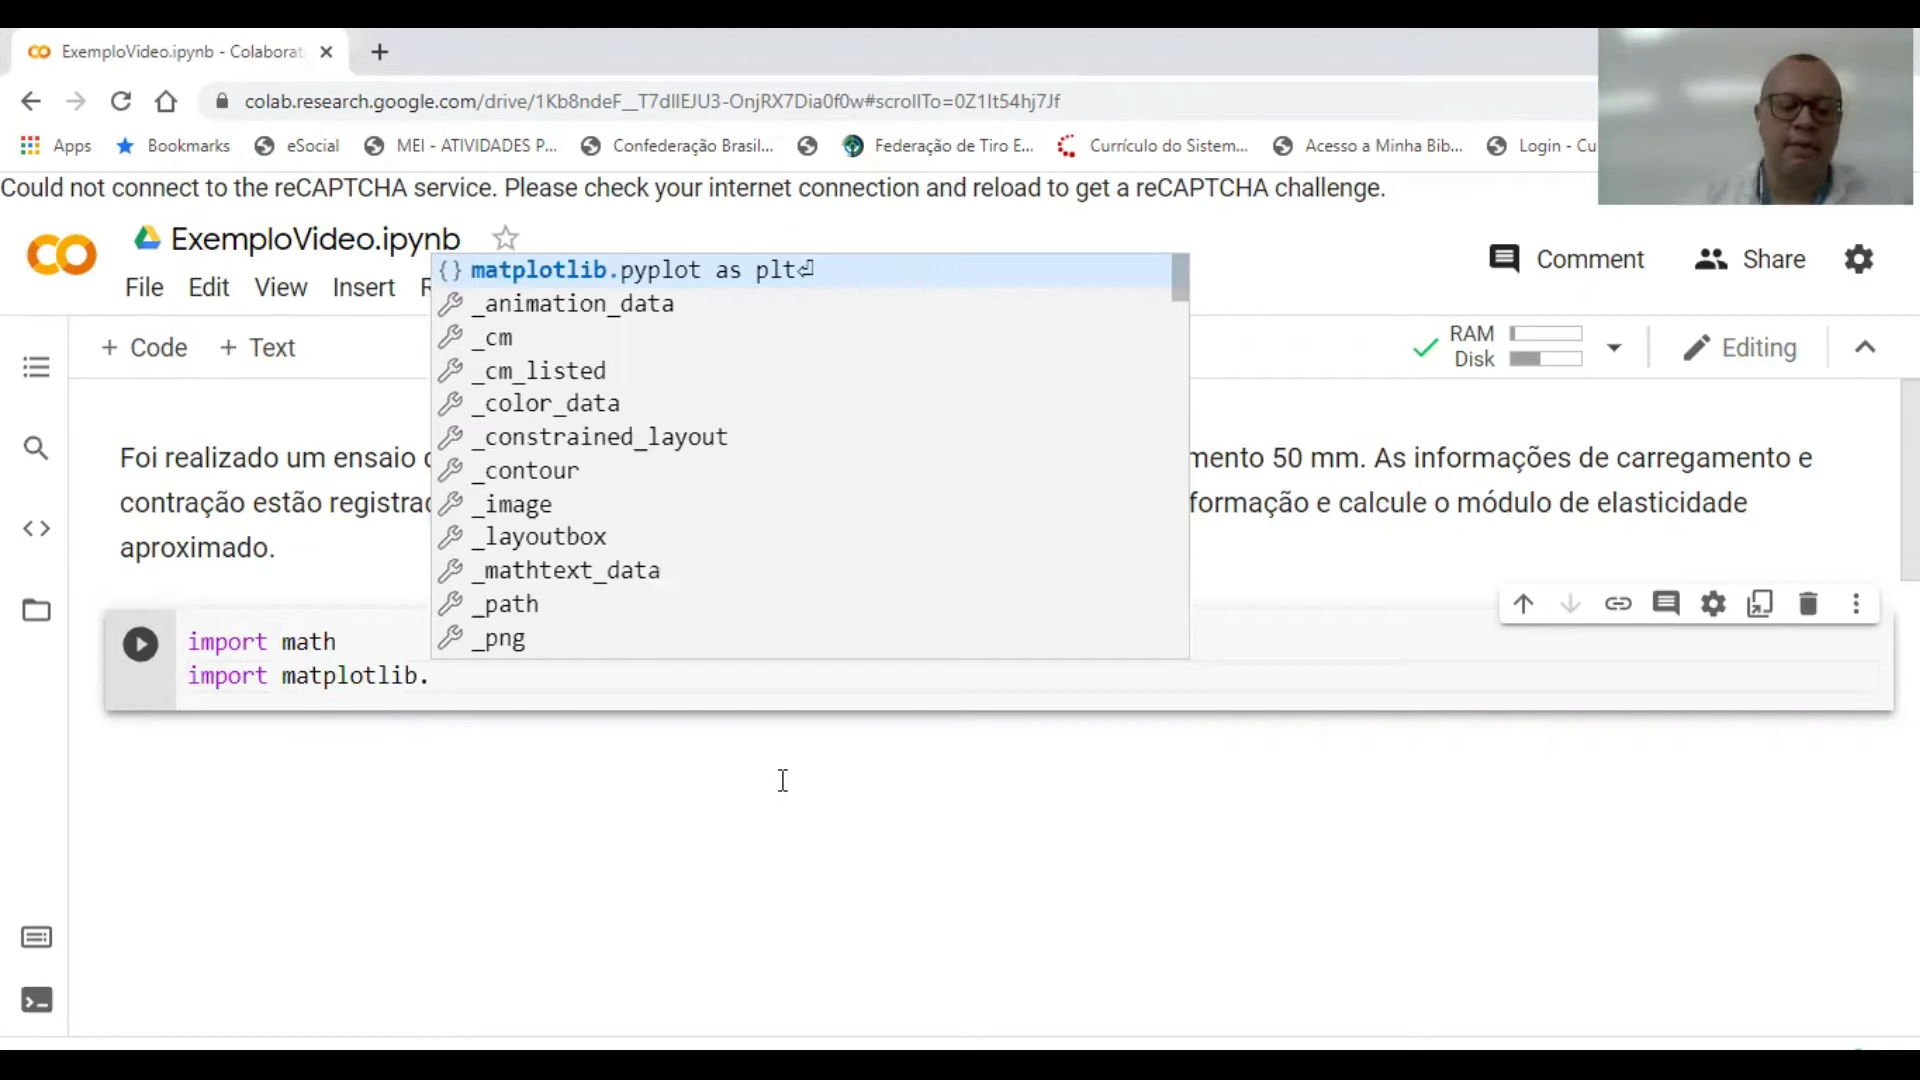 ExemploVideo.ipynb - Colaborat
colab.research.google.com/drive/1Kb8ndeF__T7dIlEJU3-OnjRX7Dia0f0w#scrollTo=0Z1It54hj7Jf
Apps Bookmarks eSocial MEI - ATIVIDADES P... Confederação Brasil... Federação de Tiro E... Currículo do Sistem... Acesso a Minha Bib... Login - Cu
Could not connect to the reCAPTCHA service. Please check your internet connection and reload to get a reCAPTCHA challenge.
ExemploVideo.ipynb
Comment Share
File Edit View Insert
{} matplotlib.pyplot as plt⏎
_animation_data
_cm
_cm_listed
_color_data
_constrained_layout
_contour
_image
_layoutbox
_mathtext_data
_path
_png
+ Code + Text
RAM
Disk
Editing
Foi realizado um ensaio mento 50 mm. As informações de carregamento e
contração estão registrad formação e calcule o módulo de elasticidade
aproximado.
import math
import matplotlib.